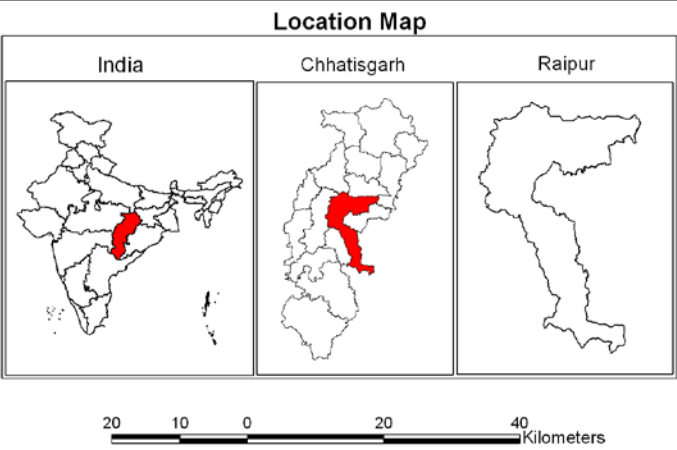 Location Map
India
Chhatisgarh
Raipur
20 10 0 20 40
Kilometers